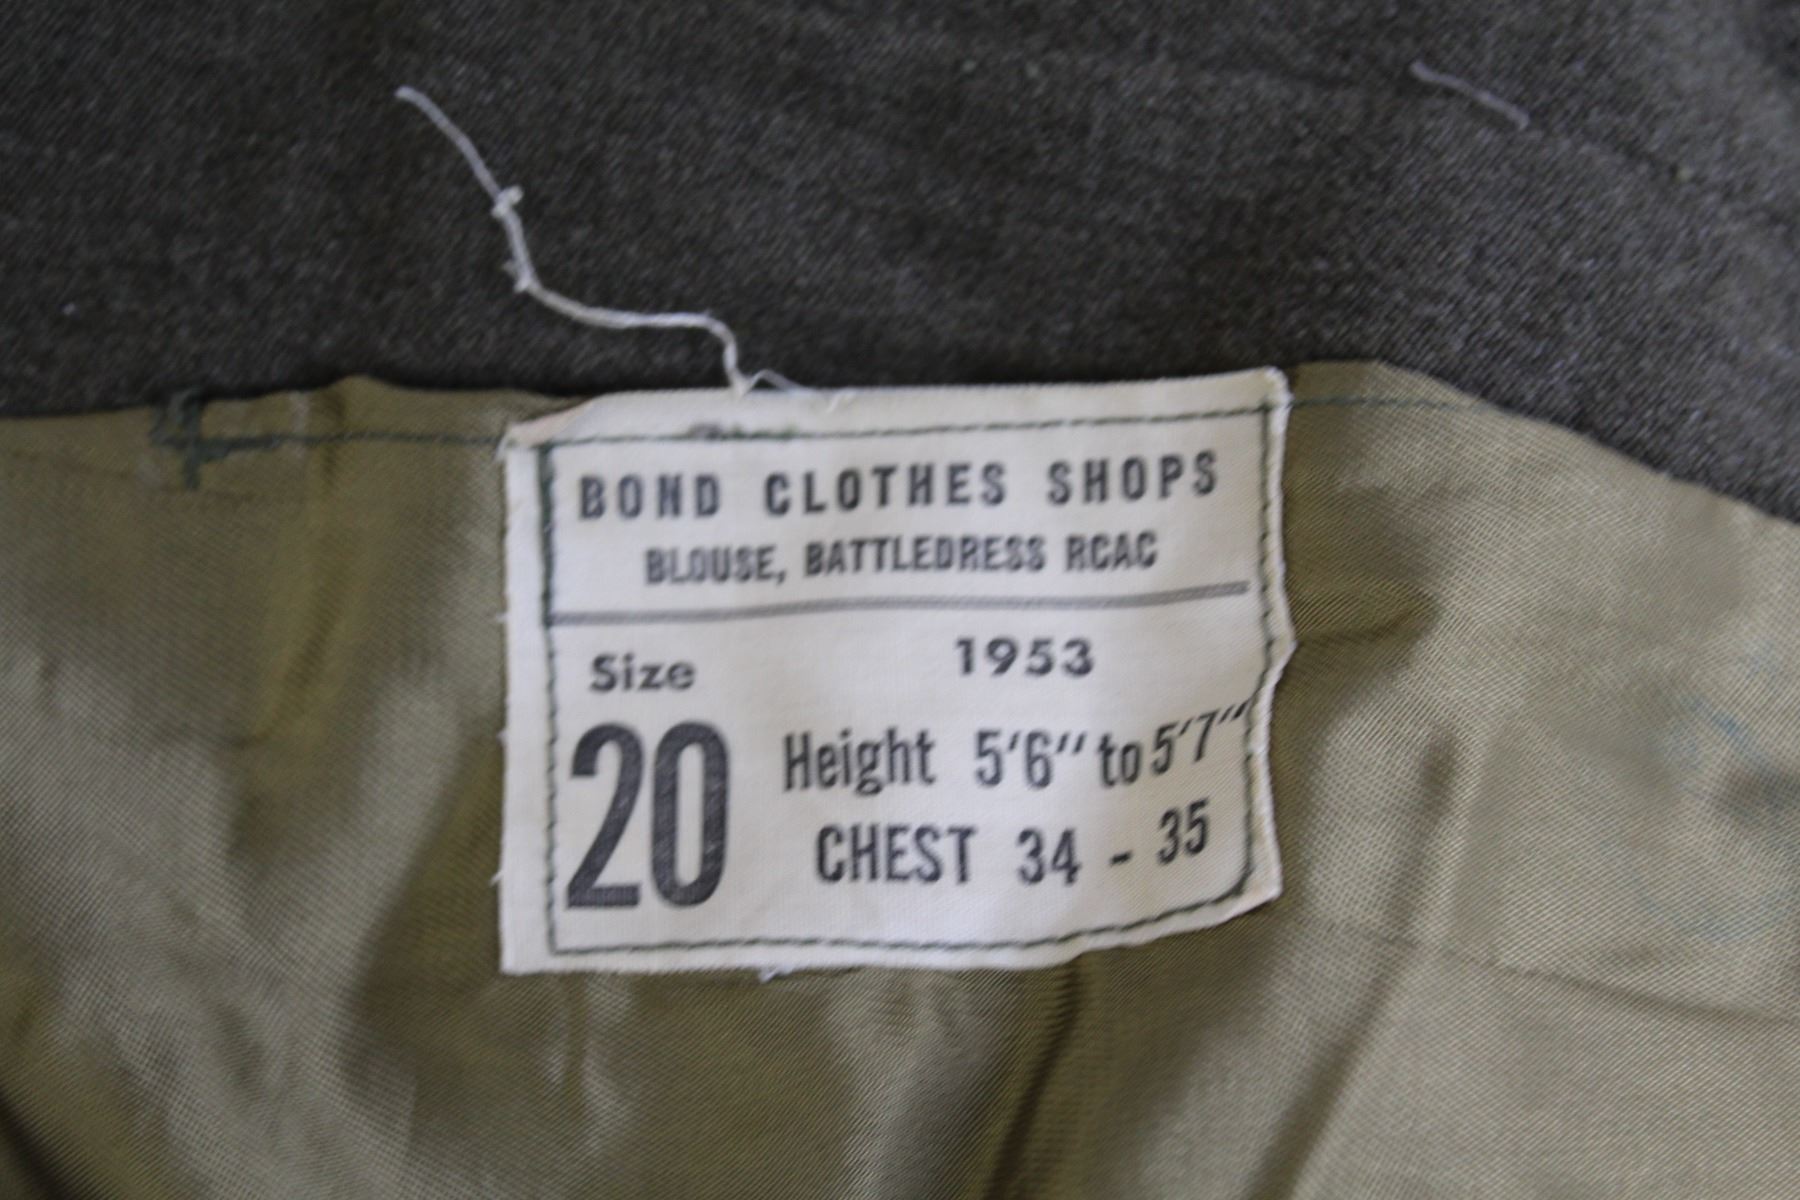 BOND CLOTHES SHOPS
BLOUSE, BATTLEDRESS RCAC
Size 1953
20 Height 5'6" to 5'7"
CHEST 34 - 35